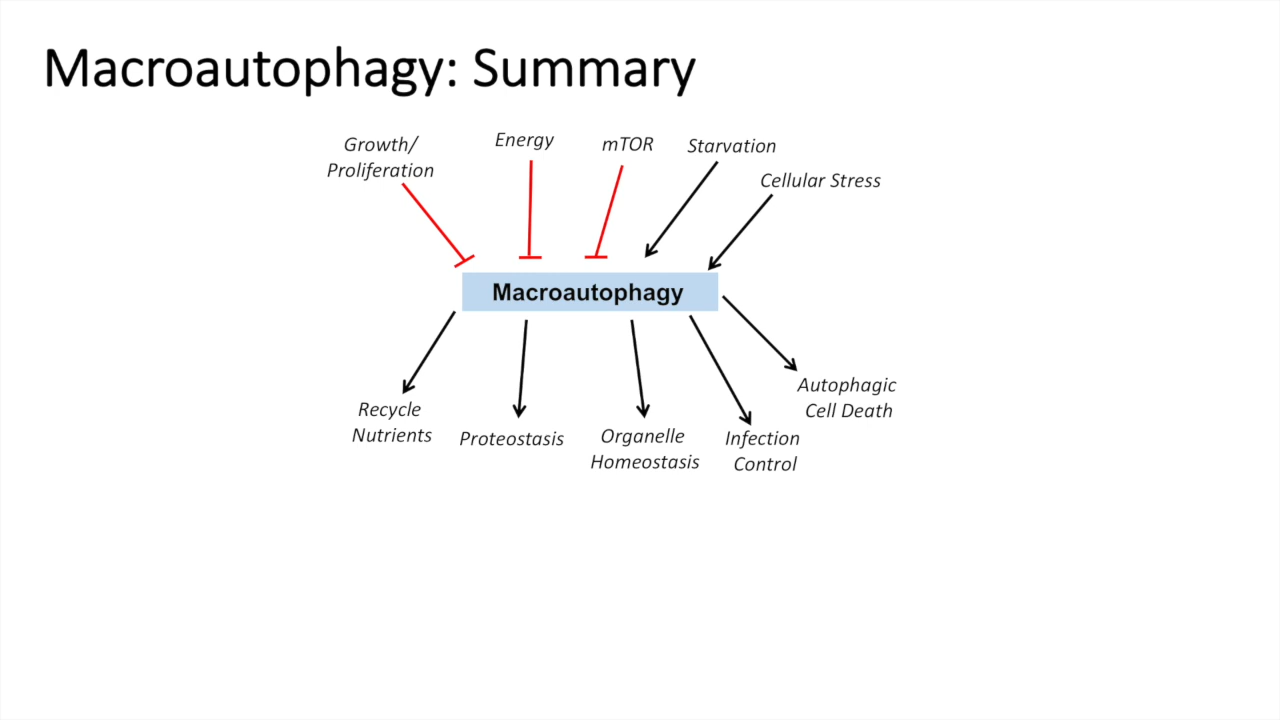 Macroautophagy: Summary
Growth/
Proliferation
Energy
mTOR
Starvation
Cellular Stress
Macroautophagy
Recycle
Nutrients
Proteostasis
Organelle
Homeostasis
Infection
Control
Autophagic
Cell Death